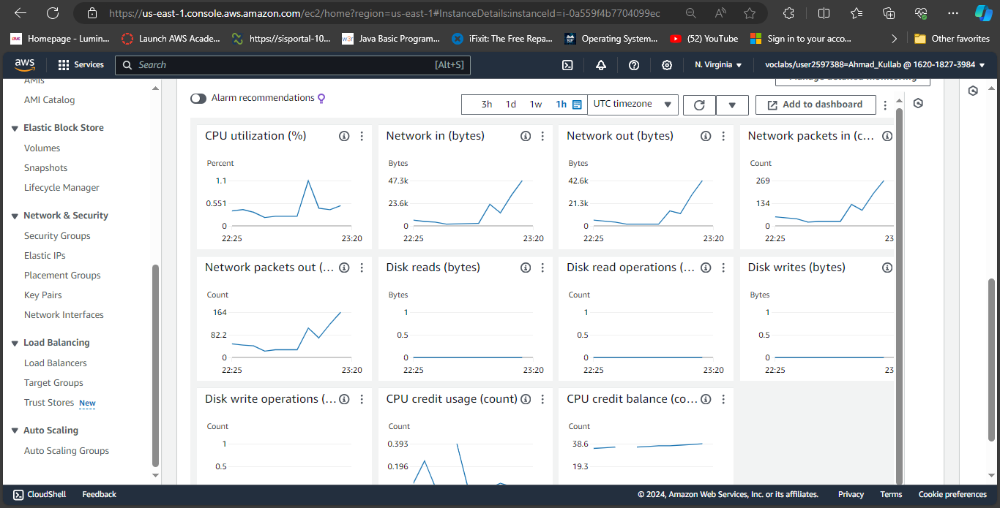 https://us-east-1.console.aws.amazon.com/ec2/home?region=us-east-1#InstanceDetails:instanceId=i-0a559f4b7704099ec
Homepage - Lumin...
Launch AWS Acade...
https://sisportal-10...
Java Basic Program...
iFixit: The Free Repa...
Operating System...
(52) YouTube
Sign in to your acco...
Other favorites
aws
Services
Search
[Alt+S]
N. Virginia
voclabs/user2597388=Ahmad_Kullab @ 1620-1827-3984
AMIs
AMI Catalog
Elastic Block Store
Volumes
Snapshots
Lifecycle Manager
Network & Security
Security Groups
Elastic IPs
Placement Groups
Key Pairs
Network Interfaces
Load Balancing
Load Balancers
Target Groups
Trust Stores New
Auto Scaling
Auto Scaling Groups
Manage detailed monitoring
Alarm recommendations
3h
1d
1w
1h
UTC timezone
Add to dashboard
CPU utilization (%)
Percent
1.1
0.551
0
22:25
23:20
Network in (bytes)
Bytes
47.3k
23.6k
0
22:25
23:20
Network out (bytes)
Bytes
42.6k
21.3k
0
22:25
23:20
Network packets in (c...
Count
269
134
0
22:25
23
Network packets out (...
Count
164
82.2
0
22:25
23:20
Disk reads (bytes)
Bytes
1
0.5
0
22:25
23:20
Disk read operations (...
Count
1
0.5
0
22:25
23:20
Disk writes (bytes)
Bytes
1
0.5
0
22:25
23
Disk write operations (...
Count
1
0.5
CPU credit usage (count)
Count
0.393
0.196
CPU credit balance (co...
Count
38.6
19.3
CloudShell
Feedback
© 2024, Amazon Web Services, Inc. or its affiliates.
Privacy
Terms
Cookie preferences